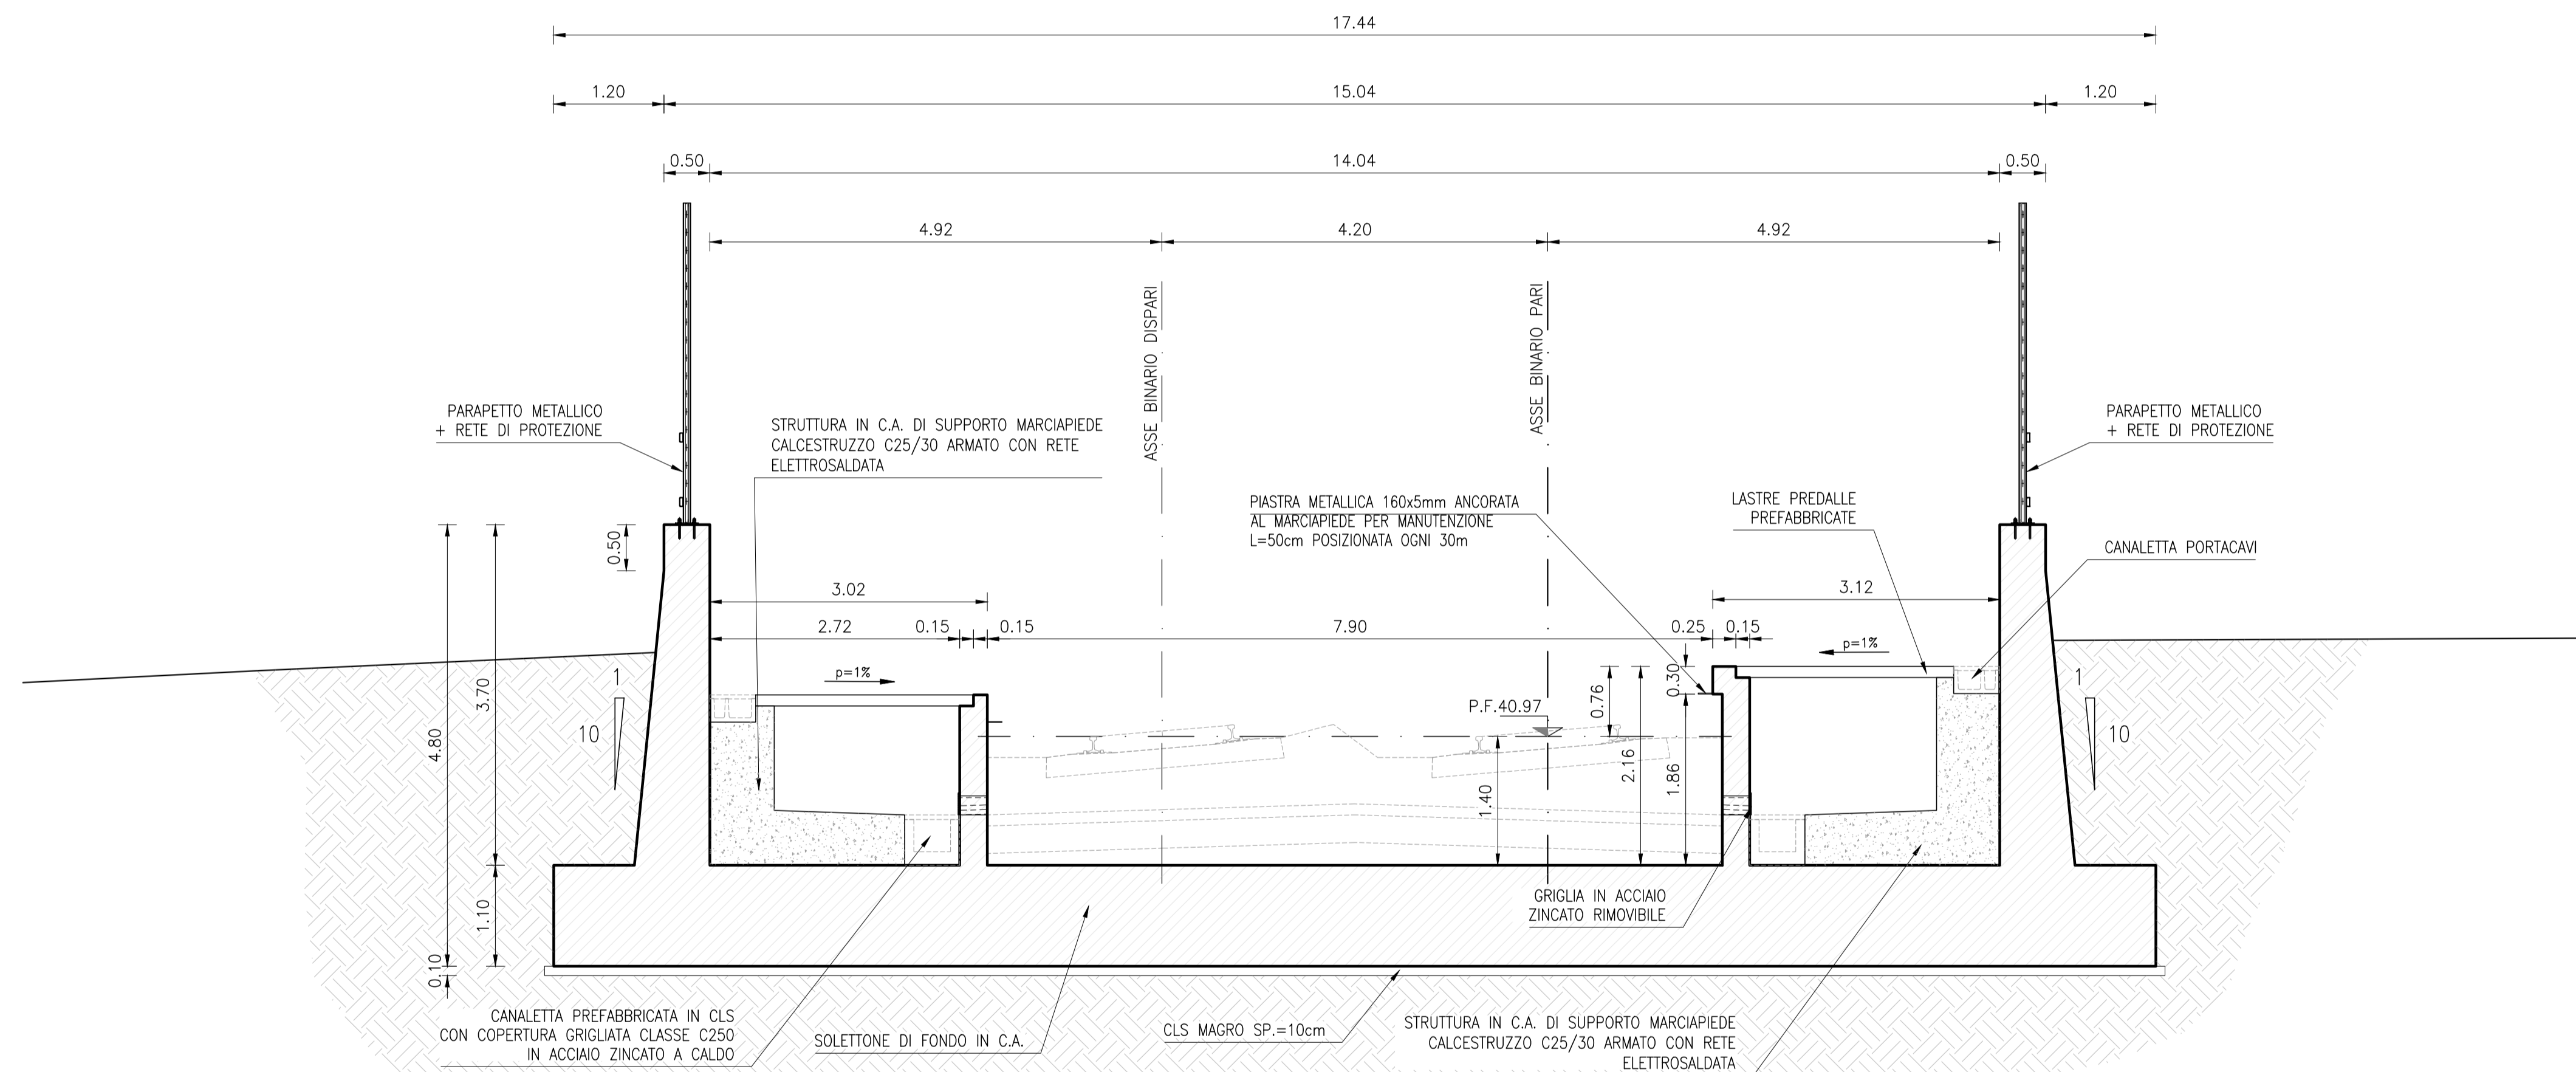 17.44
1.20
15.04
1.20
0.50
14.04
0.50
4.92
4.20
4.92
ASSE BINARIO DISPARI
ASSE BINARIO PARI
PARAPETTO METALLICO
+ RETE DI PROTEZIONE
STRUTTURA IN C.A. DI SUPPORTO MARCIAPIEDE
CALCESTRUZZO C25/30 ARMATO CON RETE
ELETTROSALDATA
PIASTRA METALLICA 160x5mm ANCORATA
AL MARCIAPIEDE PER MANUTENZIONE
L=50cm POSIZIONATA OGNI 30m
LASTRE PREDALLE
PREFABBRICATE
PARAPETTO METALLICO
+ RETE DI PROTEZIONE
CANALETTA PORTACAVI
0.50
3.02
3.12
2.72
0.15
0.15
7.90
0.25
0.15
p=1%
p=1%
1
10
1
10
4.80
3.70
1.10
0.10
P.F.40.97
0.76
0.30
2.16
1.86
1.40
GRIGLIA IN ACCIAIO
ZINCATO RIMOVIBILE
CANALETTA PREFABBRICATA IN CLS
CON COPERTURA GRIGLIATA CLASSE C250
IN ACCIAIO ZINCATO A CALDO
SOLETTONE DI FONDO IN C.A.
CLS MAGRO SP.=10cm
STRUTTURA IN C.A. DI SUPPORTO MARCIAPIEDE
CALCESTRUZZO C25/30 ARMATO CON RETE
ELETTROSALDATA